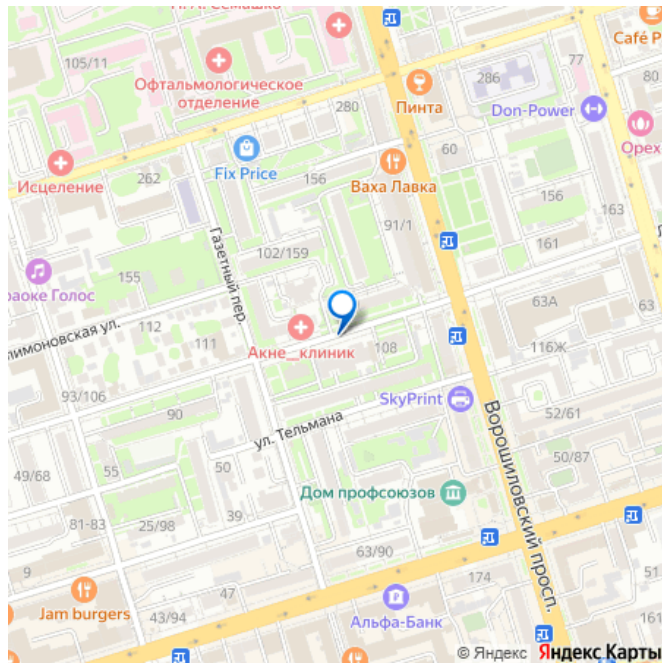 Н. А. Семашко
105/11
Офтальмологическое
отделение
280
Пинта
286
77
Café P
80
Don-Power
Исцеление
262
Fix Price
156
Ваха Лавка
60
Орех
156
163
91/1
Газетный пер.
102/159
161
155
раоке Голос
лимоновская ул.
112
111
Акне_клиник
108
63А
88
116Ж
93/106
90
SkyPrint
ул. Тельмана
Ворошиловский просп.
52/61
49/68
55
50
50/87
Дом профсоюзов
81-83
25/98
39
63/90
9
47
174
51
Jam burgers
43/94
Альфа-Банк
161
© Яндекс Яндекс Карты